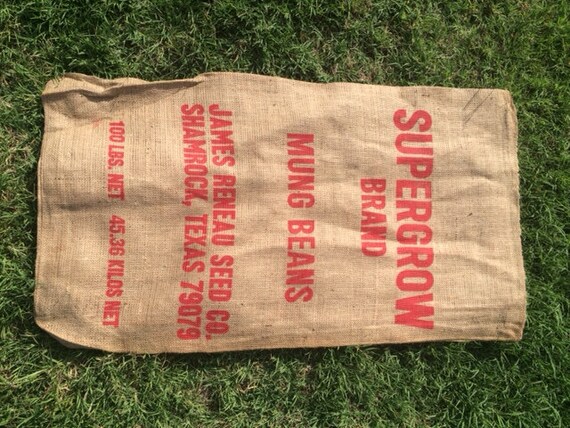 SUPERGROW
BRAND
MUNG BEANS
JAMES RENEAU SEED CO.
SHAMROCK, TEXAS 79079
100 LBS. NET 45.36 KILOS NET